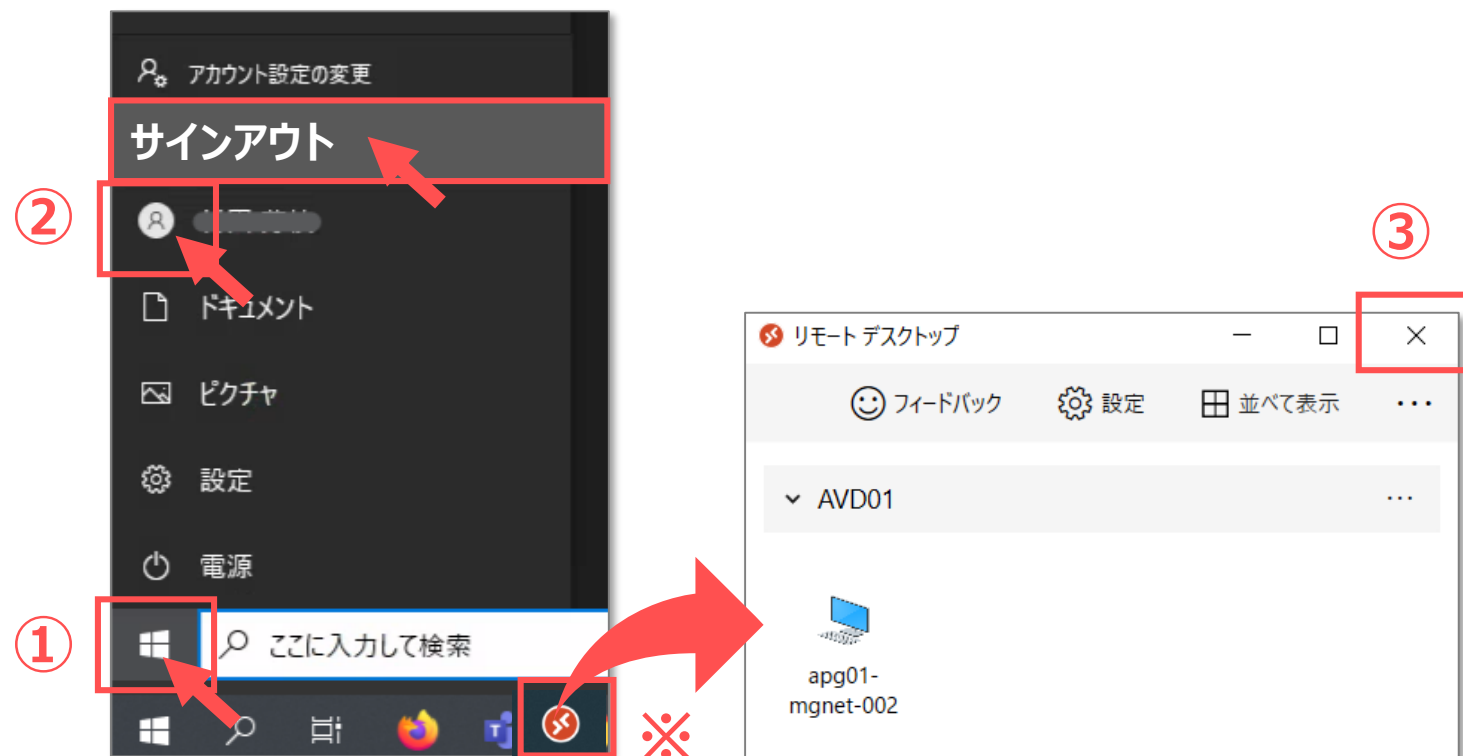 アカウント設定の変更
サインアウト
②
ドキュメント
ピクチャ
設定
電源
①
ここに入力して検索
※
③
リモート デスクトップ
フィードバック 設定 並べて表示 ...
AVD01 ...
apg01-
mgnet-002